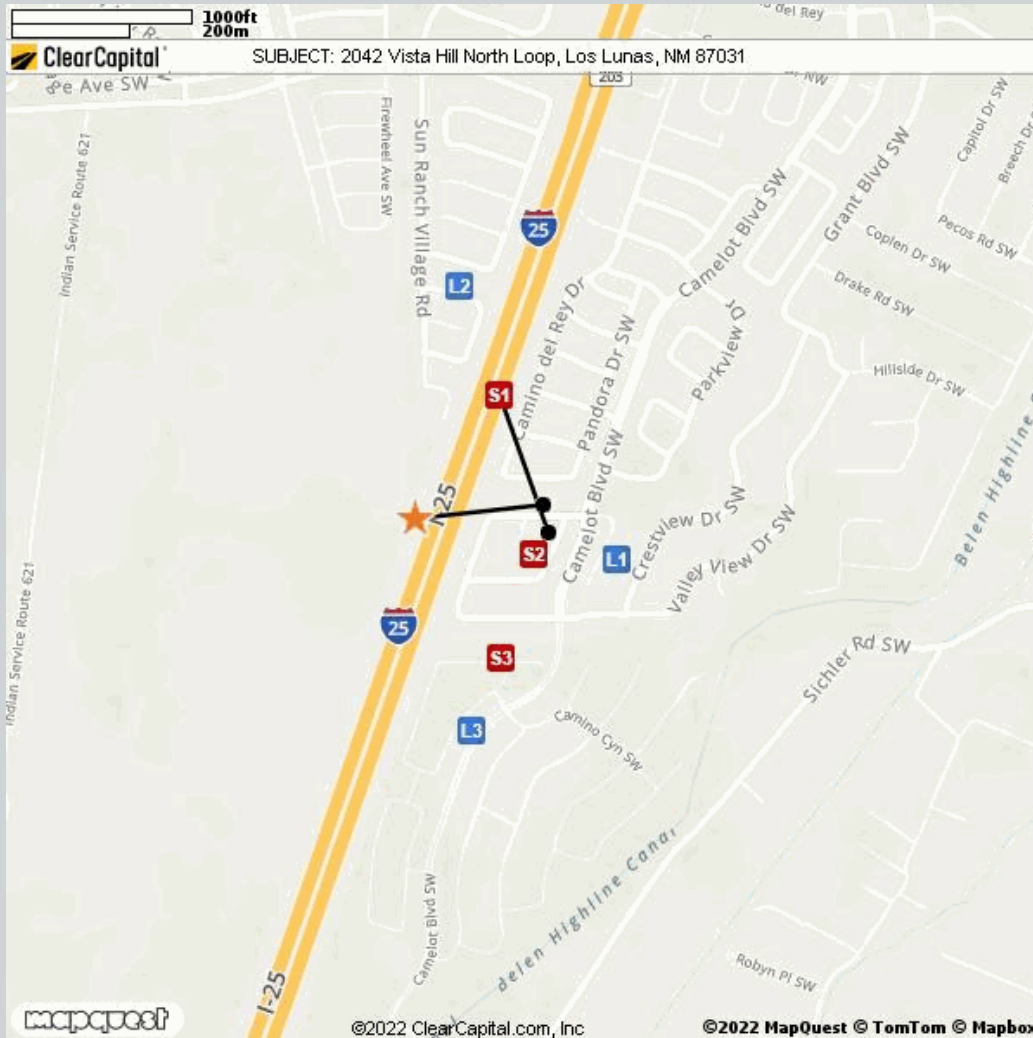 1000ft
200m
ClearCapital
SUBJECT: 2042 Vista Hill North Loop, Los Lunas, NM 87031
del Rey
Dr NW
203
Ave SW
Indian Service Route 621
Firewheel Ave SW
Sun Ranch Village Rd
25
Capitol Dr SW
Breech Dr
Grant Blvd SW
Camelot Blvd SW
Pecos Rd SW
Coplen Dr SW
Drake Rd SW
L2
Camino del Rey Dr
Parkview Dr
Pandora Dr SW
Hillside Dr SW
S1
Camelot Blvd SW
I-25
Crestview Dr SW
Valley View Dr SW
Belen Highline
S2
L1
Indian Service Route 621
25
S3
Sichler Rd SW
L3
Camino Cyn SW
Belen Highline Canal
Camelot Blvd SW
Robyn Pl SW
I-25
mapquest
©2022 ClearCapital.com, Inc
©2022 MapQuest © TomTom © Mapbox